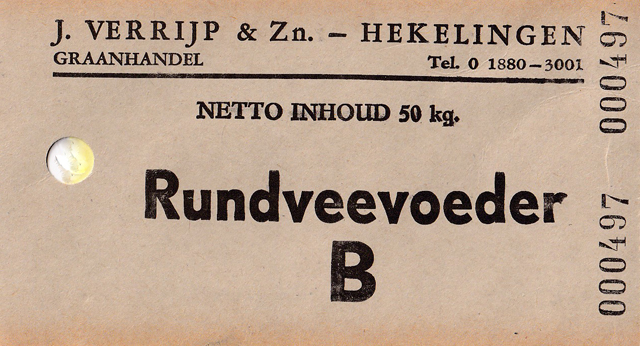 J. VERRIJP & Zn. – HEKELINGEN
GRAANHANDEL
Tel. 0 1880–3001
NETTO INHOUD 50 kg.
Rundveevoeder
B
000497
000497